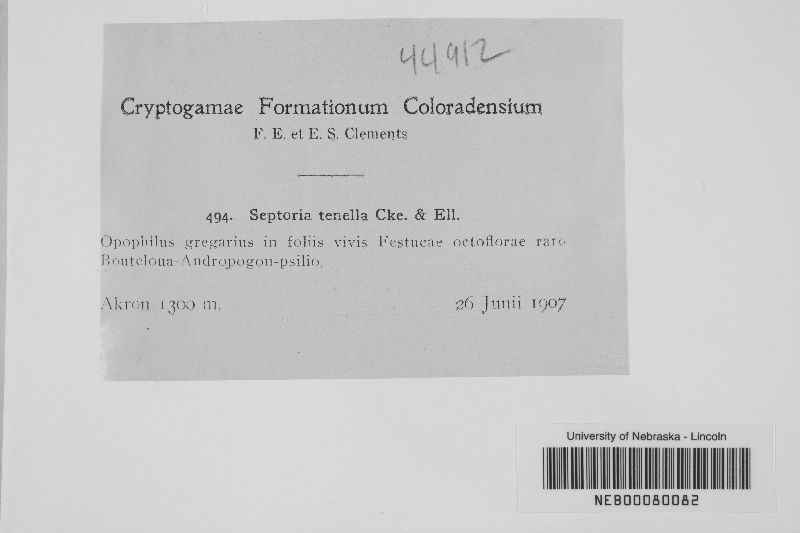 44912
Cryptogamae Formationum Coloradensium
F. E. et E. S. Clements
494. Septoria tenella Cke. & Ell.
Opophilus gregarius in foliis vivis Festucae octoflorae raro
Bouteloua-Andropogon-psilio,
Akron 1300 m.
26 Junii 1907
University of Nebraska - Lincoln
NEB00080082